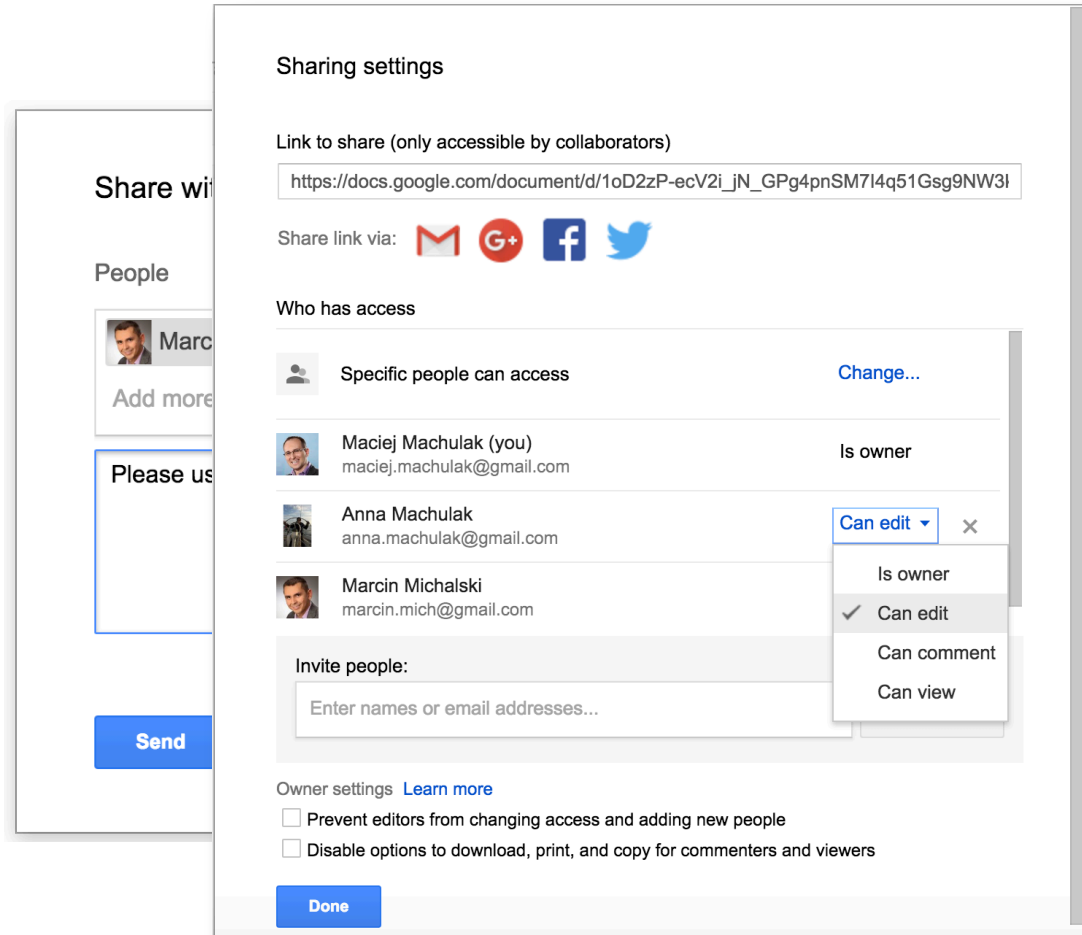 Sharing settings
Link to share (only accessible by collaborators)
https://docs.google.com/document/d/1oD2zP-ecV2i_jN_GPg4pnSM7I4q51Gsg9NW3
Share link via:
G+
f
Who has access
Specific people can access Change...
Maciej Machulak (you)
maciej.machulak@gmail.com
Is owner
Anna Machulak
anna.machulak@gmail.com
Can edit
Marcin Michalski
marcin.mich@gmail.com
Is owner
Can edit
Can comment
Can view
Invite people:
Enter names or email addresses...
Owner settings Learn more
Prevent editors from changing access and adding new people
Disable options to download, print, and copy for commenters and viewers
Done
Share wit
People
Marc
Add more
Please us
Send